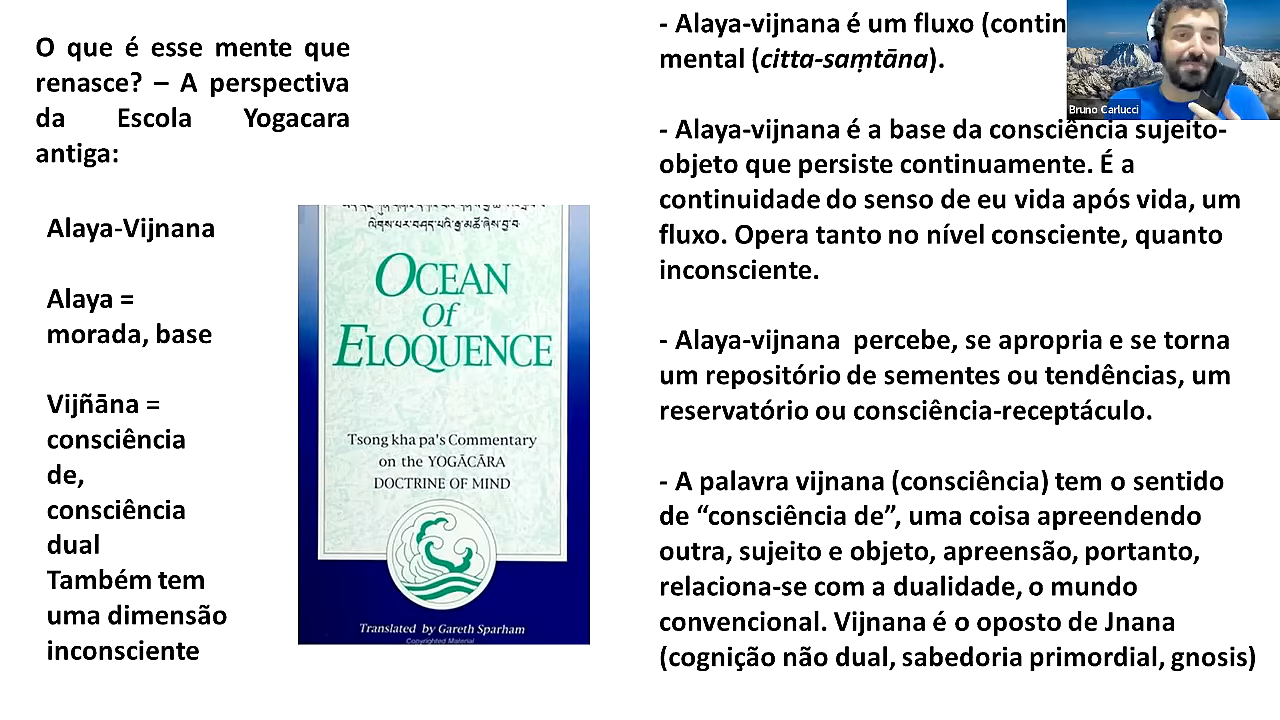 O que é esse mente que
renasce? – A perspectiva
da Escola Yogacara
antiga:
Alaya-Vijnana
Alaya =
morada, base
Vijñāna =
consciência
de,
consciência
dual
Também tem
uma dimensão
inconsciente
OCEAN
Of
ELOQUENCE
Tsong kha pa's Commentary
on the YOGĀCĀRA
DOCTRINE OF MIND
Translated by Gareth Sparham
Copyrighted Material
- Alaya-vijnana é um fluxo (contin
mental (citta-saṃtāna).
Bruno Carlucci
- Alaya-vijnana é a base da consciência sujeito-
objeto que persiste continuamente. É a
continuidade do senso de eu vida após vida, um
fluxo. Opera tanto no nível consciente, quanto
inconsciente.
- Alaya-vijnana percebe, se apropria e se torna
um repositório de sementes ou tendências, um
reservatório ou consciência-receptáculo.
- A palavra vijnana (consciência) tem o sentido
de “consciência de”, uma coisa apreendendo
outra, sujeito e objeto, apreensão, portanto,
relaciona-se com a dualidade, o mundo
convencional. Vijnana é o oposto de Jnana
(cognição não dual, sabedoria primordial, gnosis)